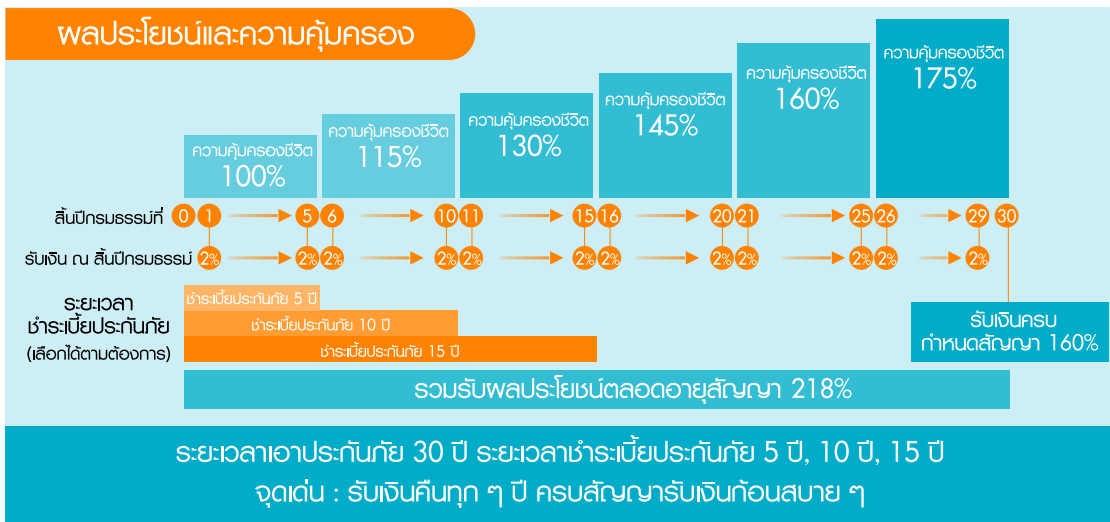 ผลประโยชน์และความคุ้มครอง
ความคุ้มครองชีวิต
100%
ความคุ้มครองชีวิต
115%
ความคุ้มครองชีวิต
130%
ความคุ้มครองชีวิต
145%
ความคุ้มครองชีวิต
160%
ความคุ้มครองชีวิต
175%
สิ้นปีกรมธรรม์ที่ 0 1 5 6 10 11 15 16 20 21 25 26 29 30
รับเงิน ณ สิ้นปีกรมธรรม์ 2% 2% 2% 2% 2% 2% 2% 2% 2% 2% 2% 2%
ระยะเวลา
ชำระเบี้ยประกันภัย
(เลือกได้ตามต้องการ)
ชำระเบี้ยประกันภัย 5 ปี
ชำระเบี้ยประกันภัย 10 ปี
ชำระเบี้ยประกันภัย 15 ปี
รับเงินครบ
กำหนดสัญญา 160%
รวมรับผลประโยชน์ตลอดอายุสัญญา 218%
ระยะเวลาเอาประกันภัย 30 ปี ระยะเวลาชำระเบี้ยประกันภัย 5 ปี, 10 ปี, 15 ปี
จุดเด่น : รับเงินคืนทุก ๆ ปี ครบสัญญารับเงินก้อนสบาย ๆ